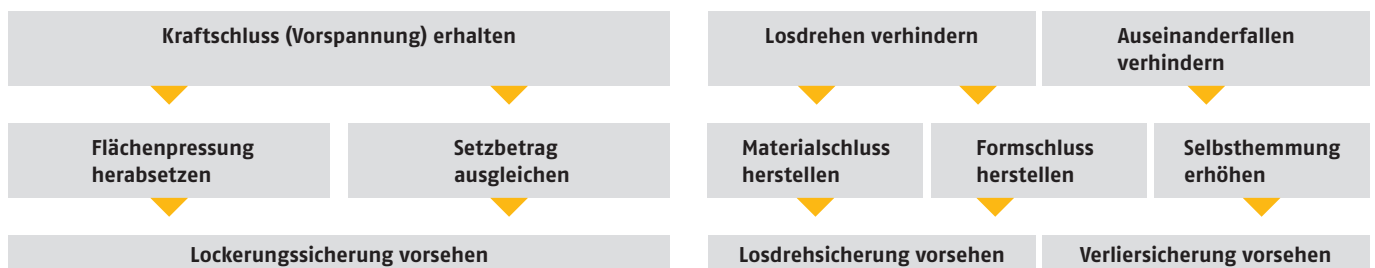 Kraftschluss (Vorspannung) erhalten
Losdrehen verhindern
Auseinanderfallen
verhindern
Flächenpressung
herabsetzen
Setzbetrag
ausgleichen
Materialschluss
herstellen
Formschluss
herstellen
Selbsthemmung
erhöhen
Lockerungssicherung vorsehen
Losdrehsicherung vorsehen
Verliersicherung vorsehen